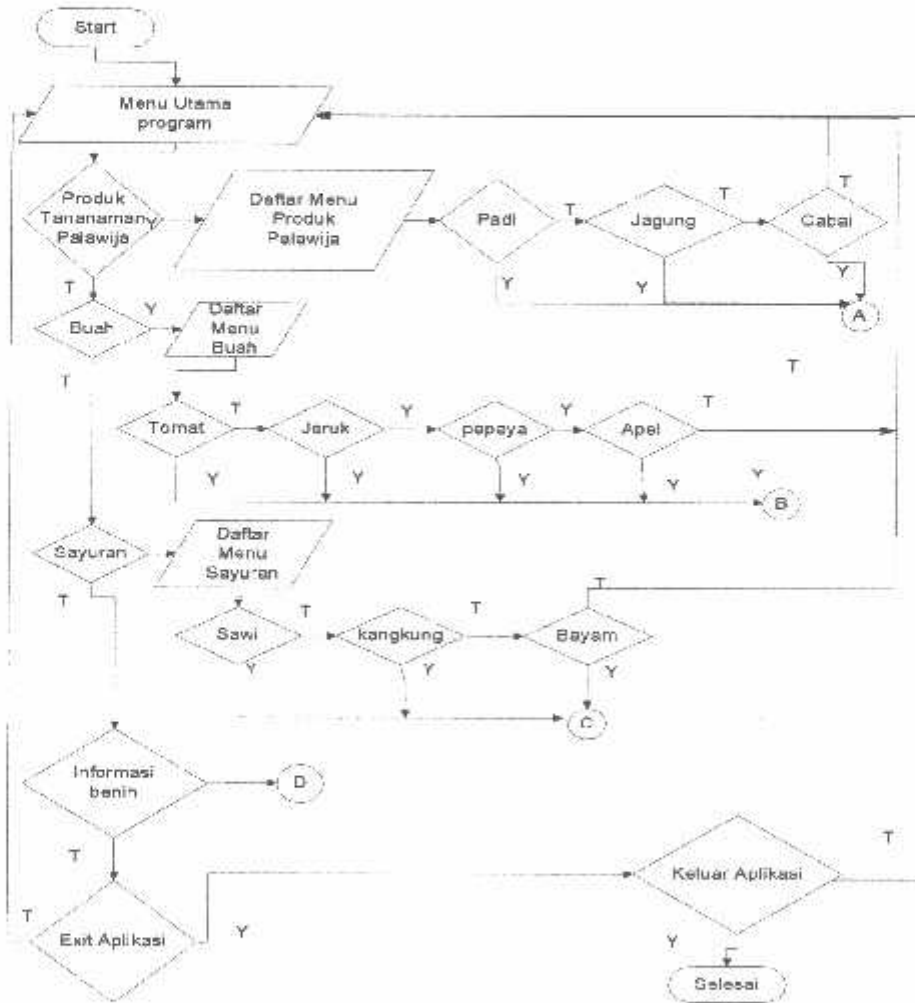 Start
Menu Utama
program
Produk
Tananaman
Palawija
Y
Daftar Menu
Produk
Palawija
Padi
T
Jagung
T
Cabai
T
Y
Y
Y
A
T
Buah
Y
Daftar
Menu
Buah
T
T
Tomat
T
Jeruk
Y
pepaya
Y
Apel
T
Y
Y
Y
Y
Y
B
Sayuran
Daftar
Menu
Sayuran
T
Sawi
T
kangkung
T
Bayam
T
Y
Y
Y
C
Informasi
benih
D
T
Exit Aplikasi
T
Y
Keluar Aplikasi
T
Y
Selesai